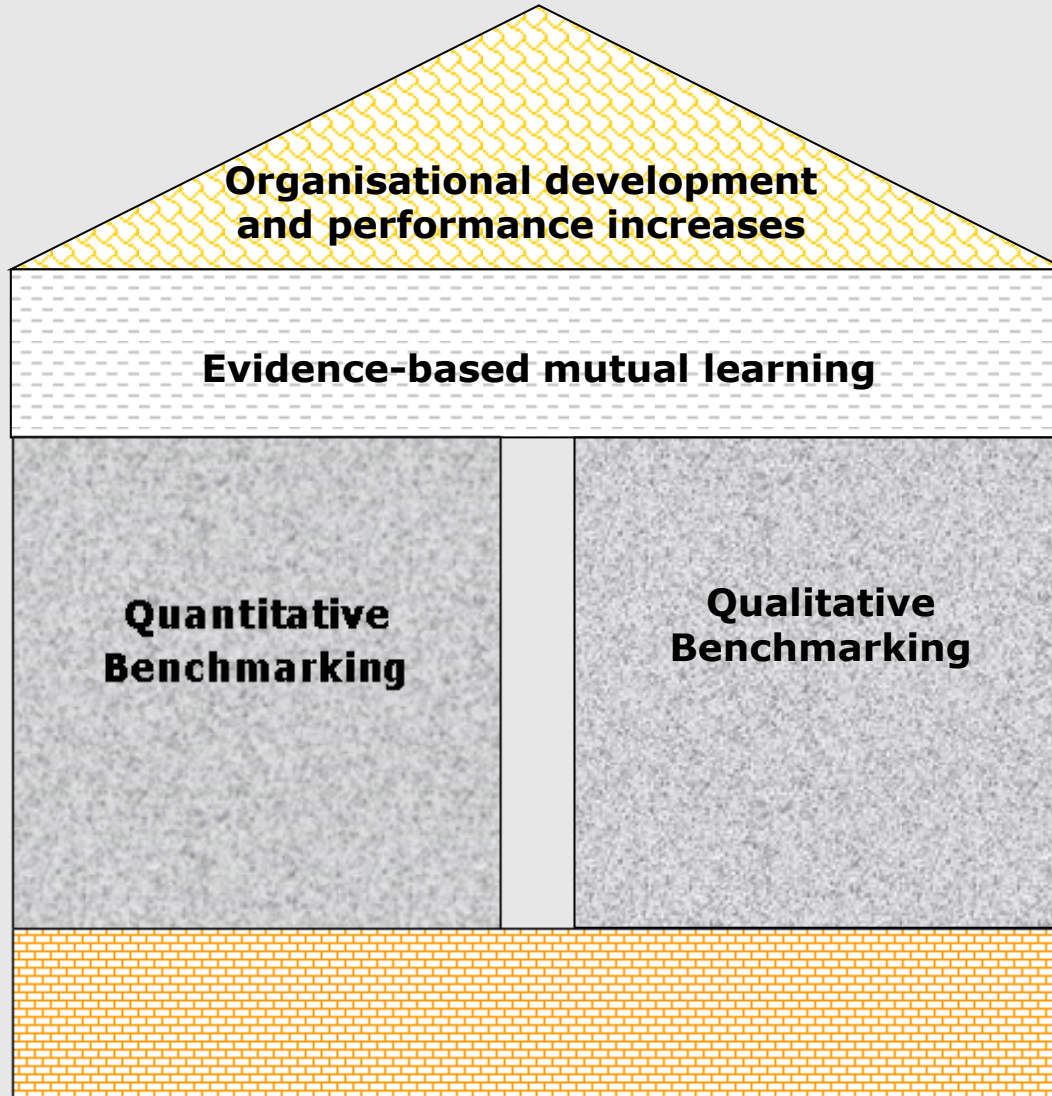 Organisational development
and performance increases
Evidence-based mutual learning
Quantitative
Benchmarking
Qualitative
Benchmarking